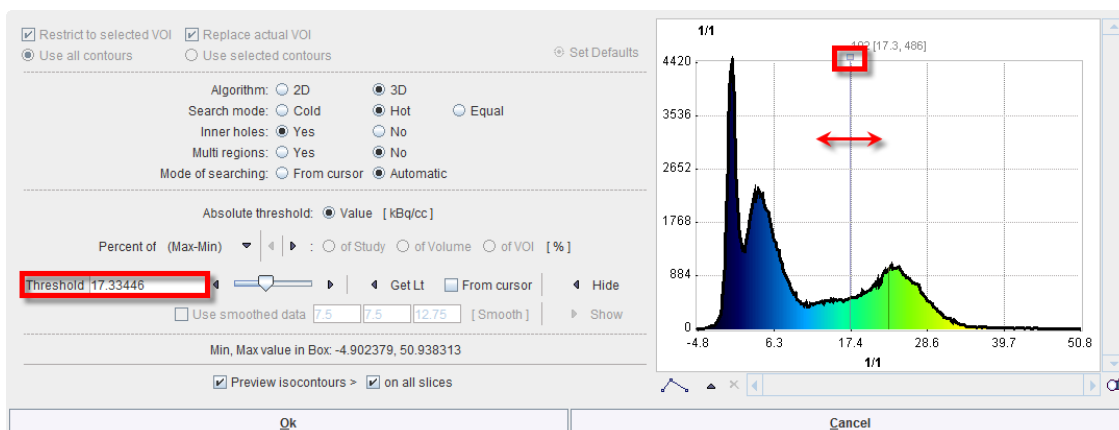 Restrict to selected VOI Replace actual VOI
Use all contours Use selected contours Set Defaults
Algorithm: 2D 3D
Search mode: Cold Hot Equal
Inner holes: Yes No
Multi regions: Yes No
Mode of searching: From cursor Automatic
Absolute threshold: Value [ kBq/cc ]
Percent of (Max-Min) : of Study of Volume of VOI [ % ]
Threshold 17.33446 Get Lt From cursor Hide
Use smoothed data 7.5 7.5 12.75 [ Smooth ] Show
Min, Max value in Box: -4.902379, 50.938313
Preview isocontours > on all slices
Ok Cancel
1/1
[17.3, 486]
4420
3536
2652
1768
884
0
-4.8 6.3 17.4 28.6 39.7 50.8
1/1